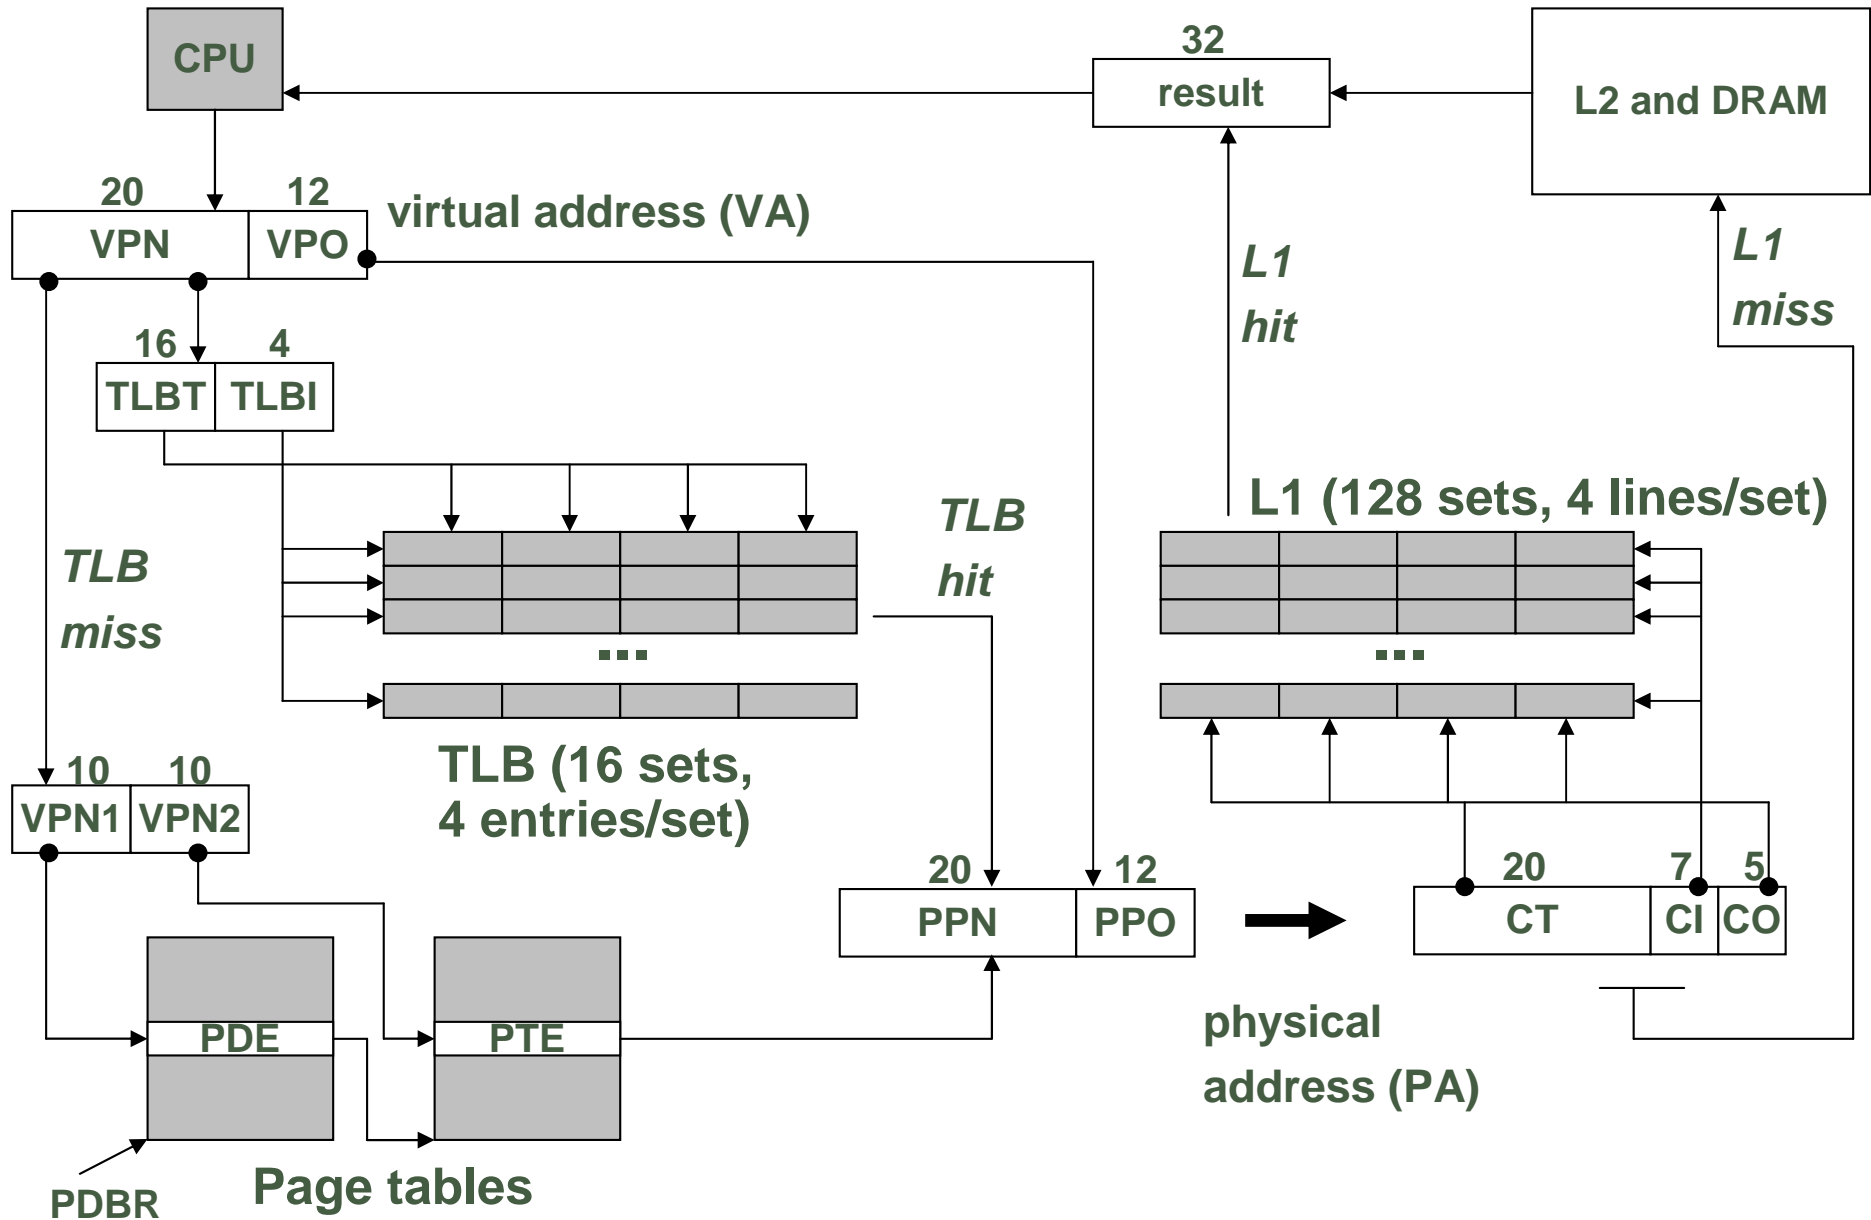 CPU
32
result
L2 and DRAM
20 12
VPN VPO
virtual address (VA)
L1
hit
L1
miss
16 4
TLBT TLBI
TLB
miss
TLB
hit
L1 (128 sets, 4 lines/set)
...
...
TLB (16 sets,
4 entries/set)
10 10
VPN1 VPN2
20 12
PPN PPO
20 7 5
CT CI CO
PDE
PTE
physical
address (PA)
Page tables
PDBR